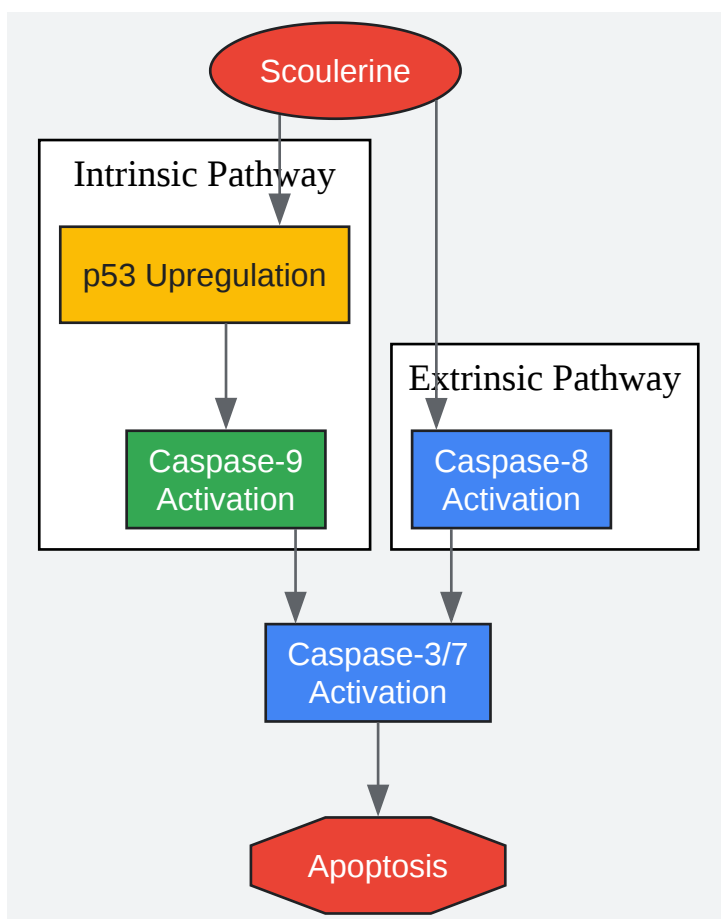 Scoulerine
Intrinsic Pathway
p53 Upregulation
Extrinsic Pathway
Caspase-9
Activation
Caspase-8
Activation
Caspase-3/7
Activation
Apoptosis